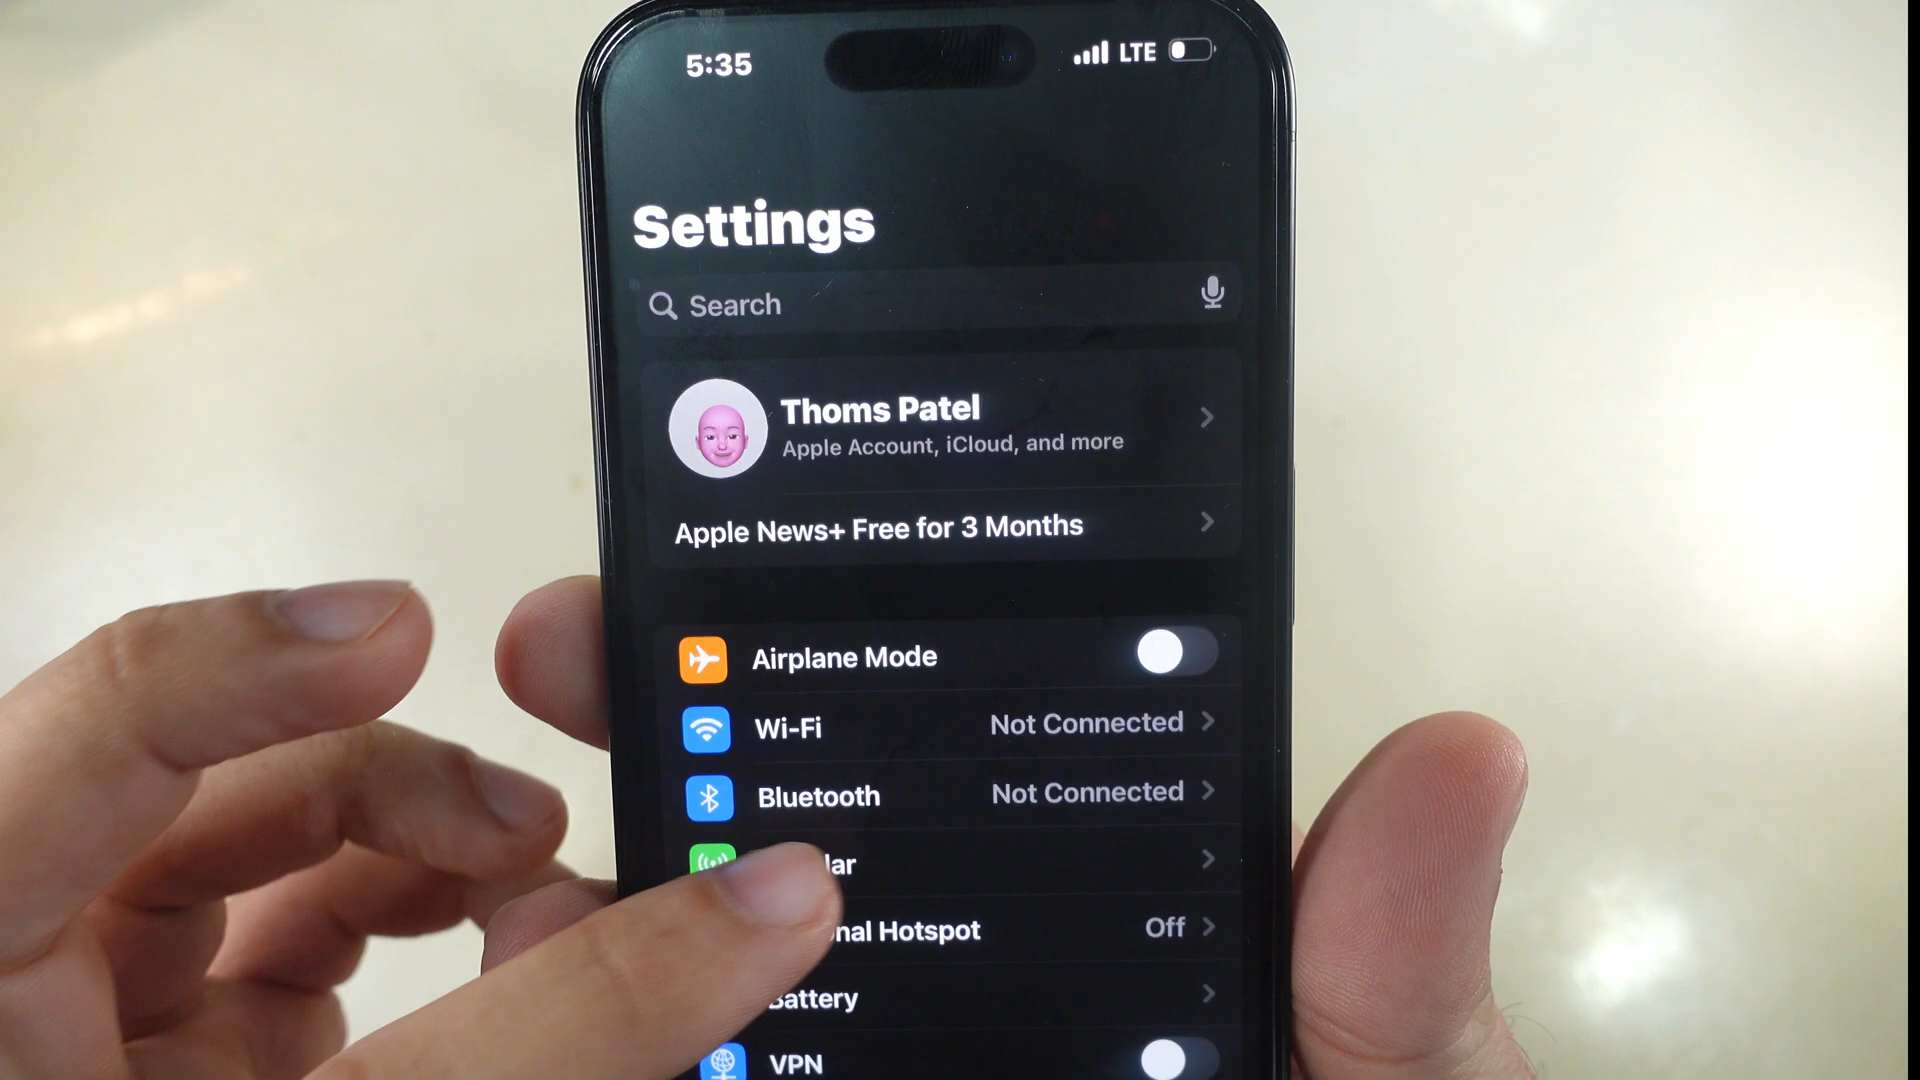 5:35 LTE
Settings
Search
Thoms Patel
Apple Account, iCloud, and more
Apple News+ Free for 3 Months
Airplane Mode
Wi-Fi Not Connected
Bluetooth Not Connected
lar
nal Hotspot Off
Battery
VPN